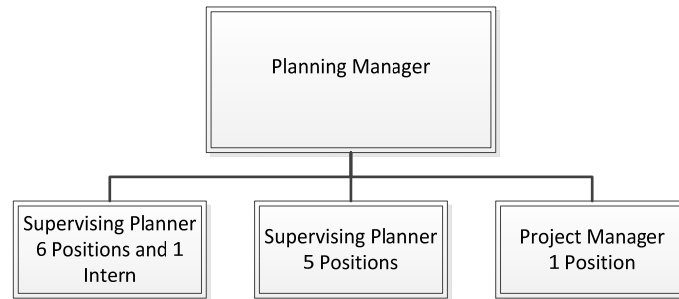 Planning Manager
Supervising Planner
6 Positions and 1
Intern
Supervising Planner
5 Positions
Project Manager
1 Position